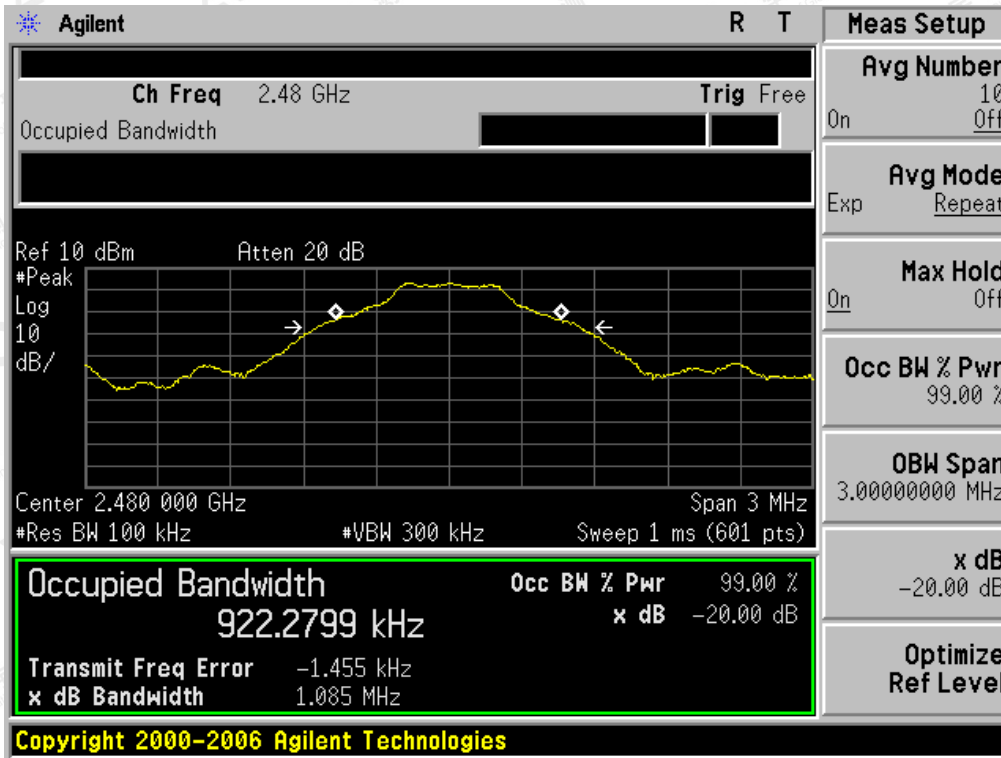 Agilent R T
Ch Freq 2.48 GHz Trig Free
Occupied Bandwidth
Ref 10 dBm Atten 20 dB
#Peak
Log
10
dB/
Center 2.480 000 GHz Span 3 MHz
#Res BW 100 kHz #VBW 300 kHz Sweep 1 ms (601 pts)
Occupied Bandwidth
922.2799 kHz
Occ BW % Pwr 99.00 %
x dB -20.00 dB
Transmit Freq Error -1.455 kHz
x dB Bandwidth 1.085 MHz
Copyright 2000-2006 Agilent Technologies
Meas Setup
Avg Number
10
On Off
Avg Mode
Exp Repeat
Max Hold
On Off
Occ BW % Pwr
99.00 %
OBW Span
3.00000000 MHz
x dB
-20.00 dB
Optimize
Ref Level